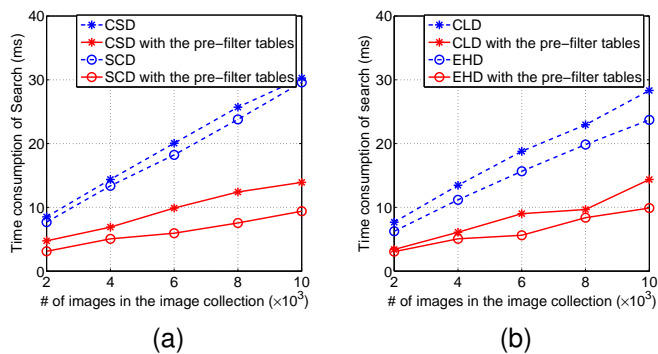 40
30
20
10
0
Time consumption of Search (ms)
CSD
CSD with the pre-filter tables
SCD
SCD with the pre-filter tables
2 4 6 8 10
# of images in the image collection (×10³)
(a)
40
30
20
10
0
Time consumption of search (ms)
CLD
CLD with the pre-filter tables
EHD
EHD with the pre-filter tables
2 4 6 8 10
# of images in the image collection (×10³)
(b)